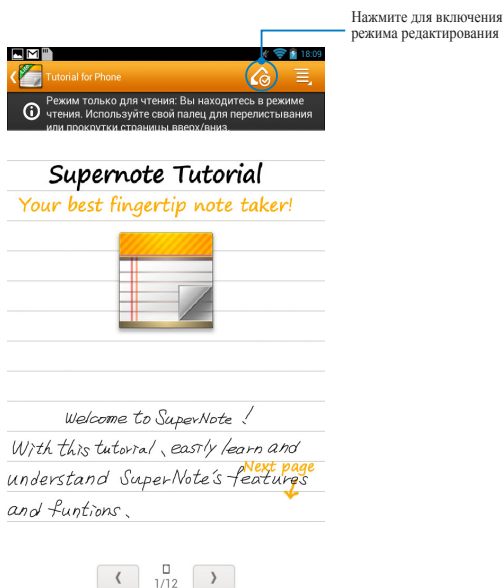 Нажмите для включения
режима редактирования
18:09
Tutorial for Phone
Режим только для чтения: Вы находитесь в режиме
чтения. Используйте свой палец для перелистывания
или прокрутки страницы вверх/вниз.
Supernote Tutorial
Your best fingertip note taker!
Welcome to SuperNote !
With this tutorial, easily learn and
Next page
understand SuperNote's features
and funtions.
1/12